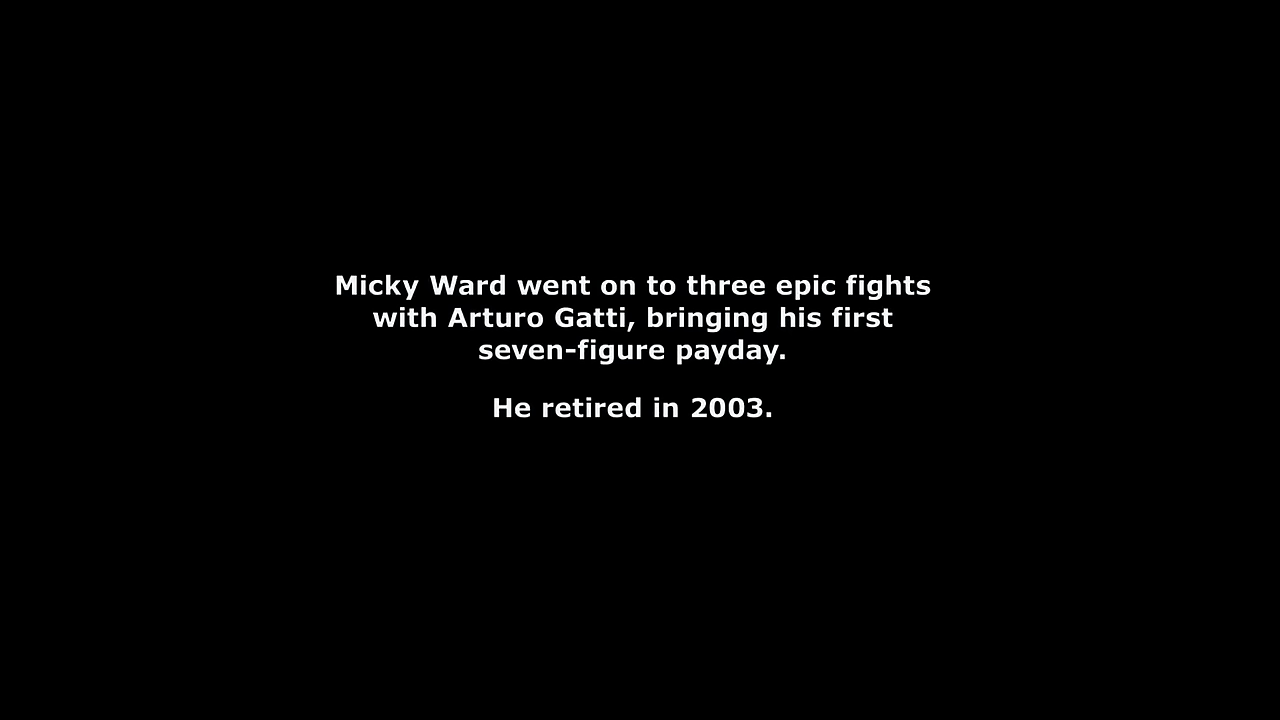 Micky Ward went on to three epic fights
with Arturo Gatti, bringing his first
seven-figure payday.
He retired in 2003.